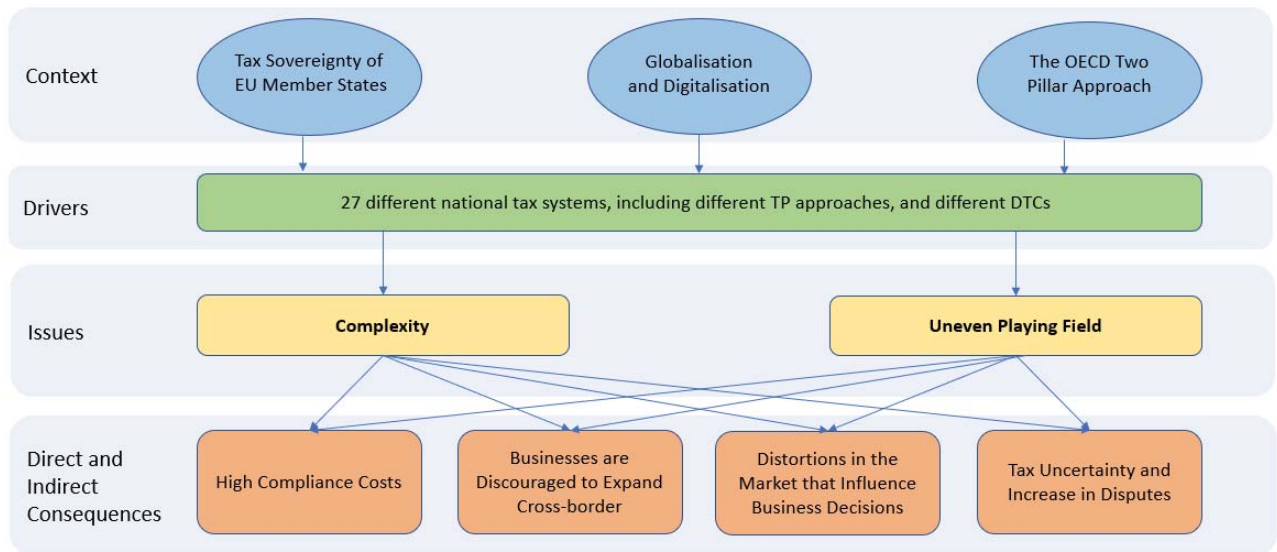 Context
Tax Sovereignty of
EU Member States
Globalisation
and Digitalisation
The OECD Two
Pillar Approach
Drivers
27 different national tax systems, including different TP approaches, and different DTCs
Issues
Complexity
Uneven Playing Field
Direct and
Indirect
Consequences
High Compliance Costs
Businesses are
Discouraged to Expand
Cross-border
Distortions in the
Market that Influence
Business Decisions
Tax Uncertainty and
Increase in Disputes